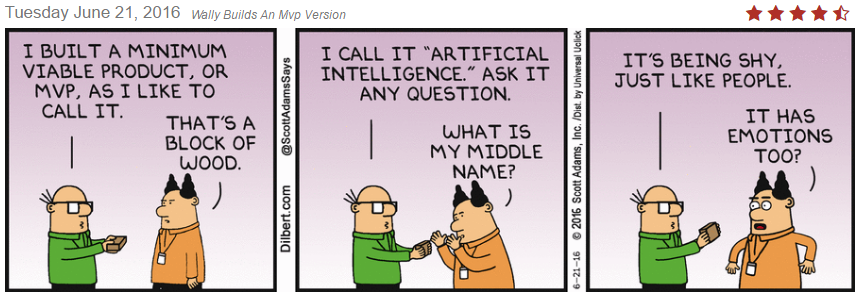 Tuesday June 21, 2016 Wally Builds An Mvp Version
I BUILT A MINIMUM
VIABLE PRODUCT, OR
MVP, AS I LIKE TO
CALL IT.
THAT'S A
BLOCK OF
WOOD.
Dilbert.com @ScottAdamsSays
I CALL IT "ARTIFICIAL
INTELLIGENCE." ASK IT
ANY QUESTION.
WHAT IS
MY MIDDLE
NAME?
6-21-16 © 2016 Scott Adams, Inc. /Dist. by Universal Uclick
IT'S BEING SHY,
JUST LIKE PEOPLE.
IT HAS
EMOTIONS
TOO?